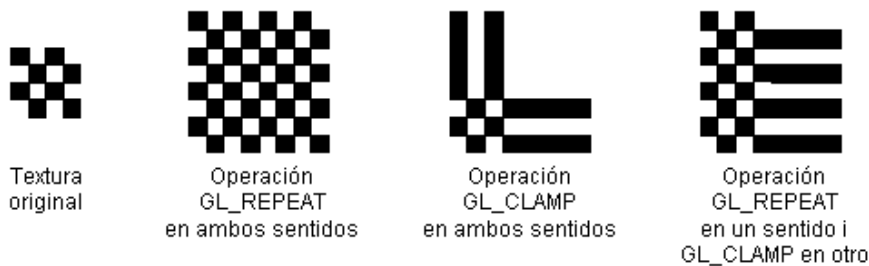 Textura
original
Operación
GL_REPEAT
en ambos sentidos
Operación
GL_CLAMP
en ambos sentidos
Operación
GL_REPEAT
en un sentido i
GL_CLAMP en otro